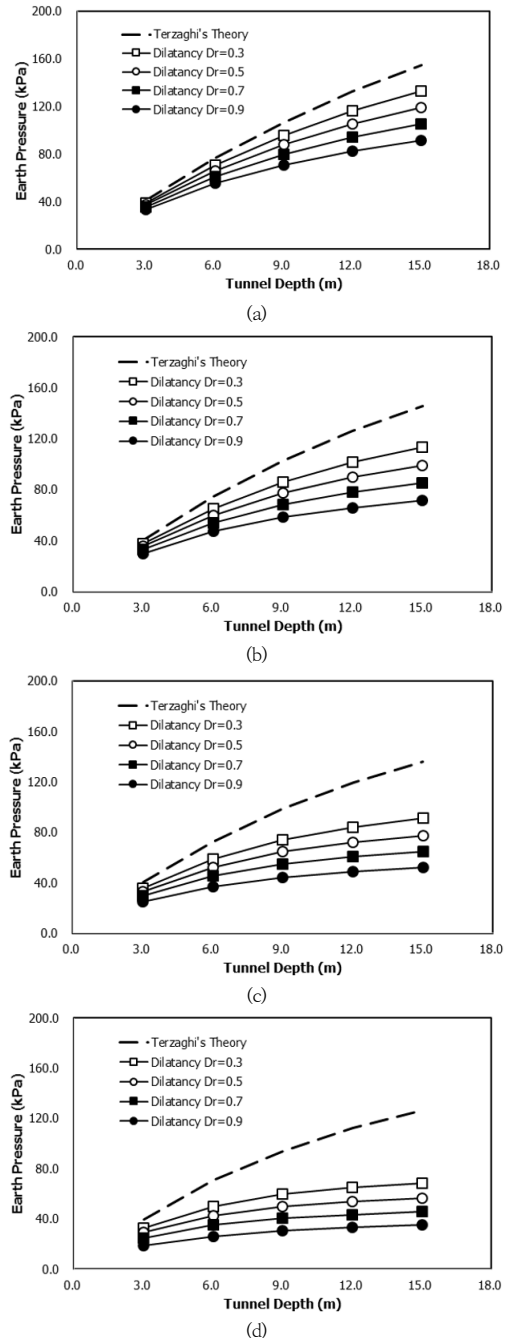 200.0
160.0
120.0
80.0
40.0
0.0
Earth Pressure (kPa)
Terzaghi's Theory
Dilatancy Dr=0.3
Dilatancy Dr=0.5
Dilatancy Dr=0.7
Dilatancy Dr=0.9
0.0 3.0 6.0 9.0 12.0 15.0 18.0
Tunnel Depth (m)
(a)
200.0
160.0
120.0
80.0
40.0
0.0
Earth Pressure (kPa)
Terzaghi's Theory
Dilatancy Dr=0.3
Dilatancy Dr=0.5
Dilatancy Dr=0.7
Dilatancy Dr=0.9
0.0 3.0 6.0 9.0 12.0 15.0 18.0
Tunnel Depth (m)
(b)
200.0
160.0
120.0
80.0
40.0
0.0
Earth Pressure (kPa)
Terzaghi's Theory
Dilatancy Dr=0.3
Dilatancy Dr=0.5
Dilatancy Dr=0.7
Dilatancy Dr=0.9
0.0 3.0 6.0 9.0 12.0 15.0 18.0
Tunnel Depth (m)
(c)
200.0
160.0
120.0
80.0
40.0
0.0
Earth Pressure (kPa)
Terzaghi's Theory
Dilatancy Dr=0.3
Dilatancy Dr=0.5
Dilatancy Dr=0.7
Dilatancy Dr=0.9
0.0 3.0 6.0 9.0 12.0 15.0 18.0
Tunnel Depth (m)
(d)